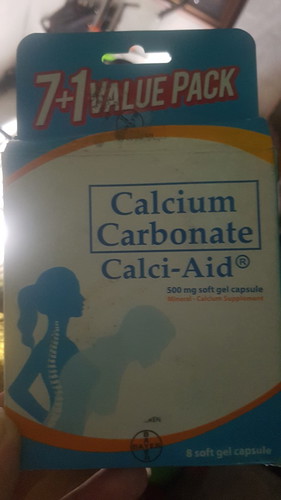 7+1 VALUE PACK
Calcium
Carbonate
Calci-Aid®
500 mg soft gel capsule
Mineral - Calcium Supplement
BAYER
8 soft gel capsule